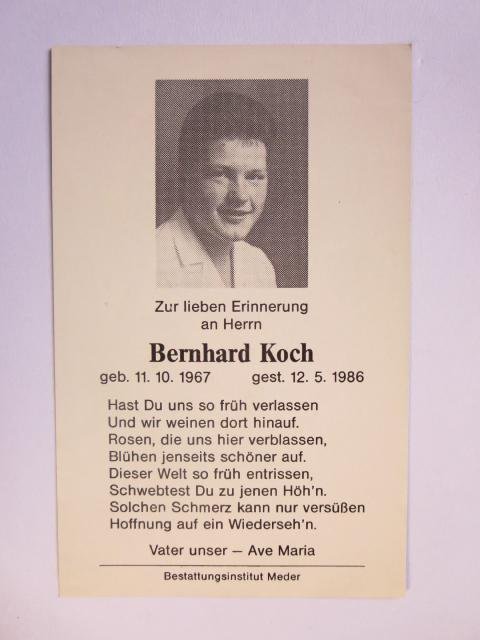 Zur lieben Erinnerung
an Herrn
Bernhard Koch
geb. 11. 10. 1967 gest. 12. 5. 1986
Hast Du uns so früh verlassen
Und wir weinen dort hinauf.
Rosen, die uns hier verblassen,
Blühen jenseits schöner auf.
Dieser Welt so früh entrissen,
Schwebtest Du zu jenen Höh'n.
Solchen Schmerz kann nur versüßen
Hoffnung auf ein Wiederseh'n.
Vater unser – Ave Maria
Bestattungsinstitut Meder